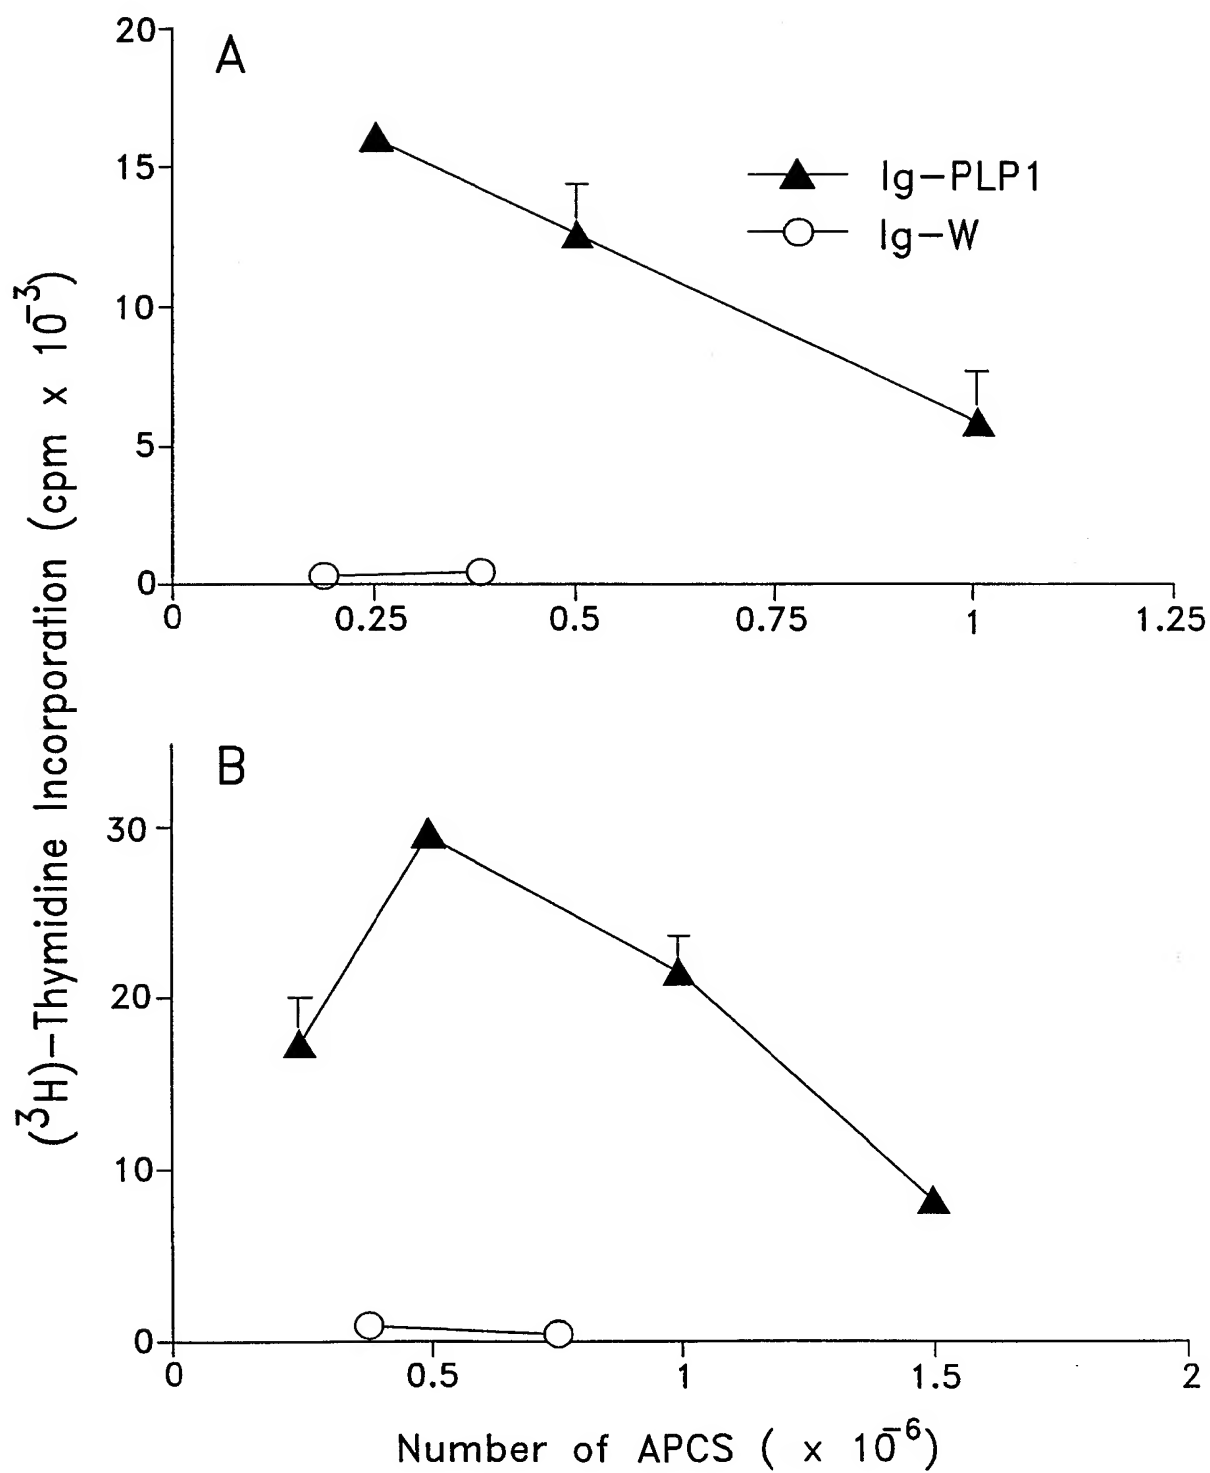 (³H)-Thymidine Incorporation (cpm x 10⁻³)
A
20
15
10
5
0
Ig-PLP1
Ig-W
0 0.25 0.5 0.75 1 1.25
B
30
20
10
0
0 0.5 1 1.5 2
Number of APCS ( x 10⁻⁶)